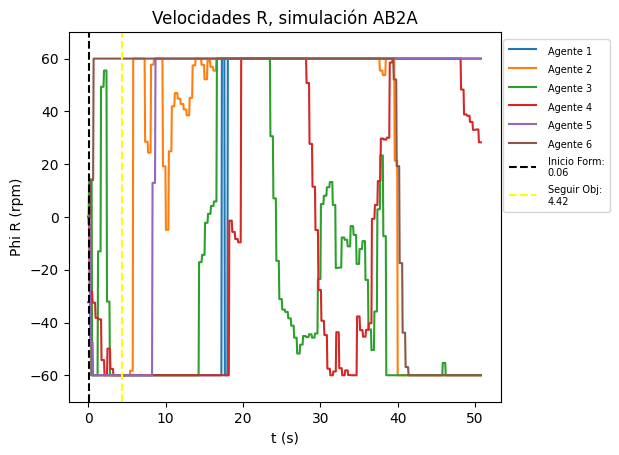 Velocidades R, simulación AB2A
Phi R (rpm)
60
40
20
0
−20
−40
−60
0
10
20
30
40
50
t (s)
Agente 1
Agente 2
Agente 3
Agente 4
Agente 5
Agente 6
Inicio Form:
0.06
Seguir Obj:
4.42